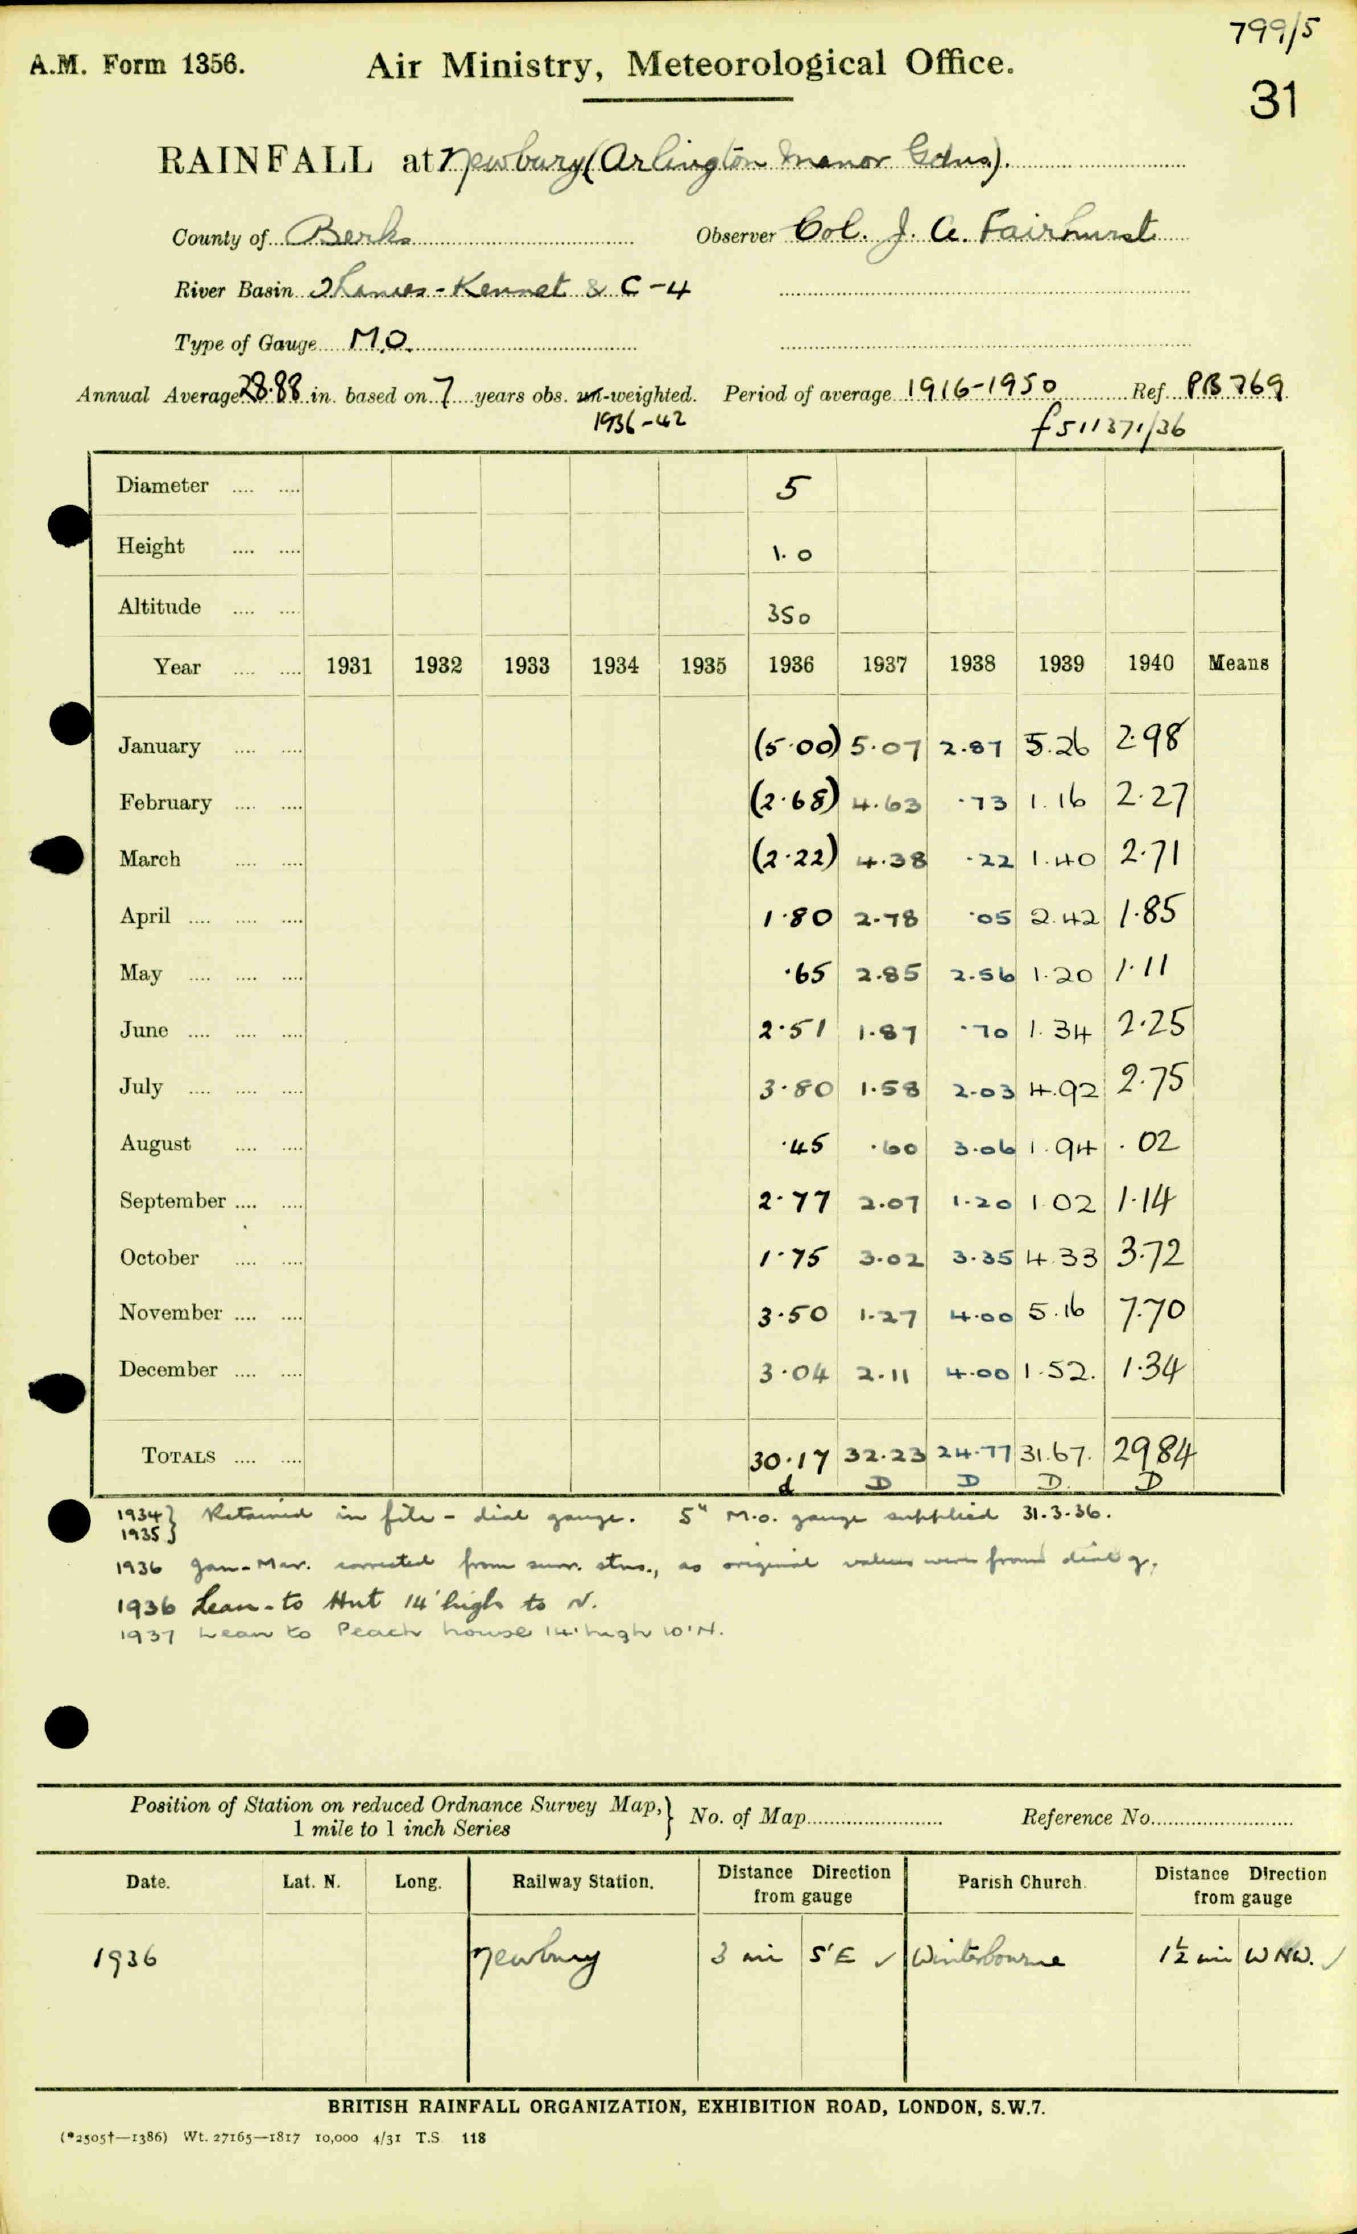 799/5
A.M. Form 1356. Air Ministry, Meteorological Office.
31
RAINFALL at Newbury (Arlington Manor Gdns).
County of Berks Observer Col. J. A. Fairhurst
River Basin Thames - Kennet & C-4
Type of Gauge M.O.
Annual Average 28.88 in. based on 7 years obs. un-weighted. Period of average 1916-1950 Ref. PB 769
1936-42 f511371/36
Diameter .... .... 5
Height .... .... 1.0
Altitude .... .... 350
Year .... .... 1931 1932 1933 1934 1935 1936 1937 1938 1939 1940 Means
January .... .... (5.00) 5.07 2.87 5.26 2.98
February .... .... (2.68) 4.63 .73 1.16 2.27
March .... .... (2.22) 4.38 .22 1.40 2.71
April .... .... .... 1.80 2.78 .05 2.42 1.85
May .... .... .... .65 2.85 2.56 1.20 1.11
June .... .... .... 2.51 1.87 .70 1.34 2.25
July .... .... .... 3.80 1.58 2.03 4.92 2.75
August .... .... .45 .60 3.06 1.94 .02
September .... .... 2.77 2.07 1.20 1.02 1.14
October .... .... 1.75 3.02 3.35 4.33 3.72
November .... .... 3.50 1.27 4.00 5.16 7.70
December .... .... 3.04 2.11 4.00 1.52. 1.34
TOTALS .... .... 30.17 32.23 24.77 31.67. 29 84
d D D D. D
1934 } Retained in file - dial gauge. 5" M.O. gauge supplied 31.3.36.
1935 }
1936 Jan-Mar. corrected from surr. stns., as original values were from dial g.
1936 Lean-to Hut 14' high to N.
1937 Lean to Peach house 14' high 10' N.
Position of Station on reduced Ordnance Survey Map, } No. of Map Reference No.
1 mile to 1 inch Series
Date. Lat. N. Long. Railway Station. Distance Direction from gauge Parish Church. Distance Direction from gauge
1936 Newbury 3 mi S'E ✓ Winterbourne 1½ mi WNW. ✓
BRITISH RAINFALL ORGANIZATION, EXHIBITION ROAD, LONDON, S.W.7.
(*2505†—1386) Wt. 27165—1817 10,000 4/31 T.S. 118